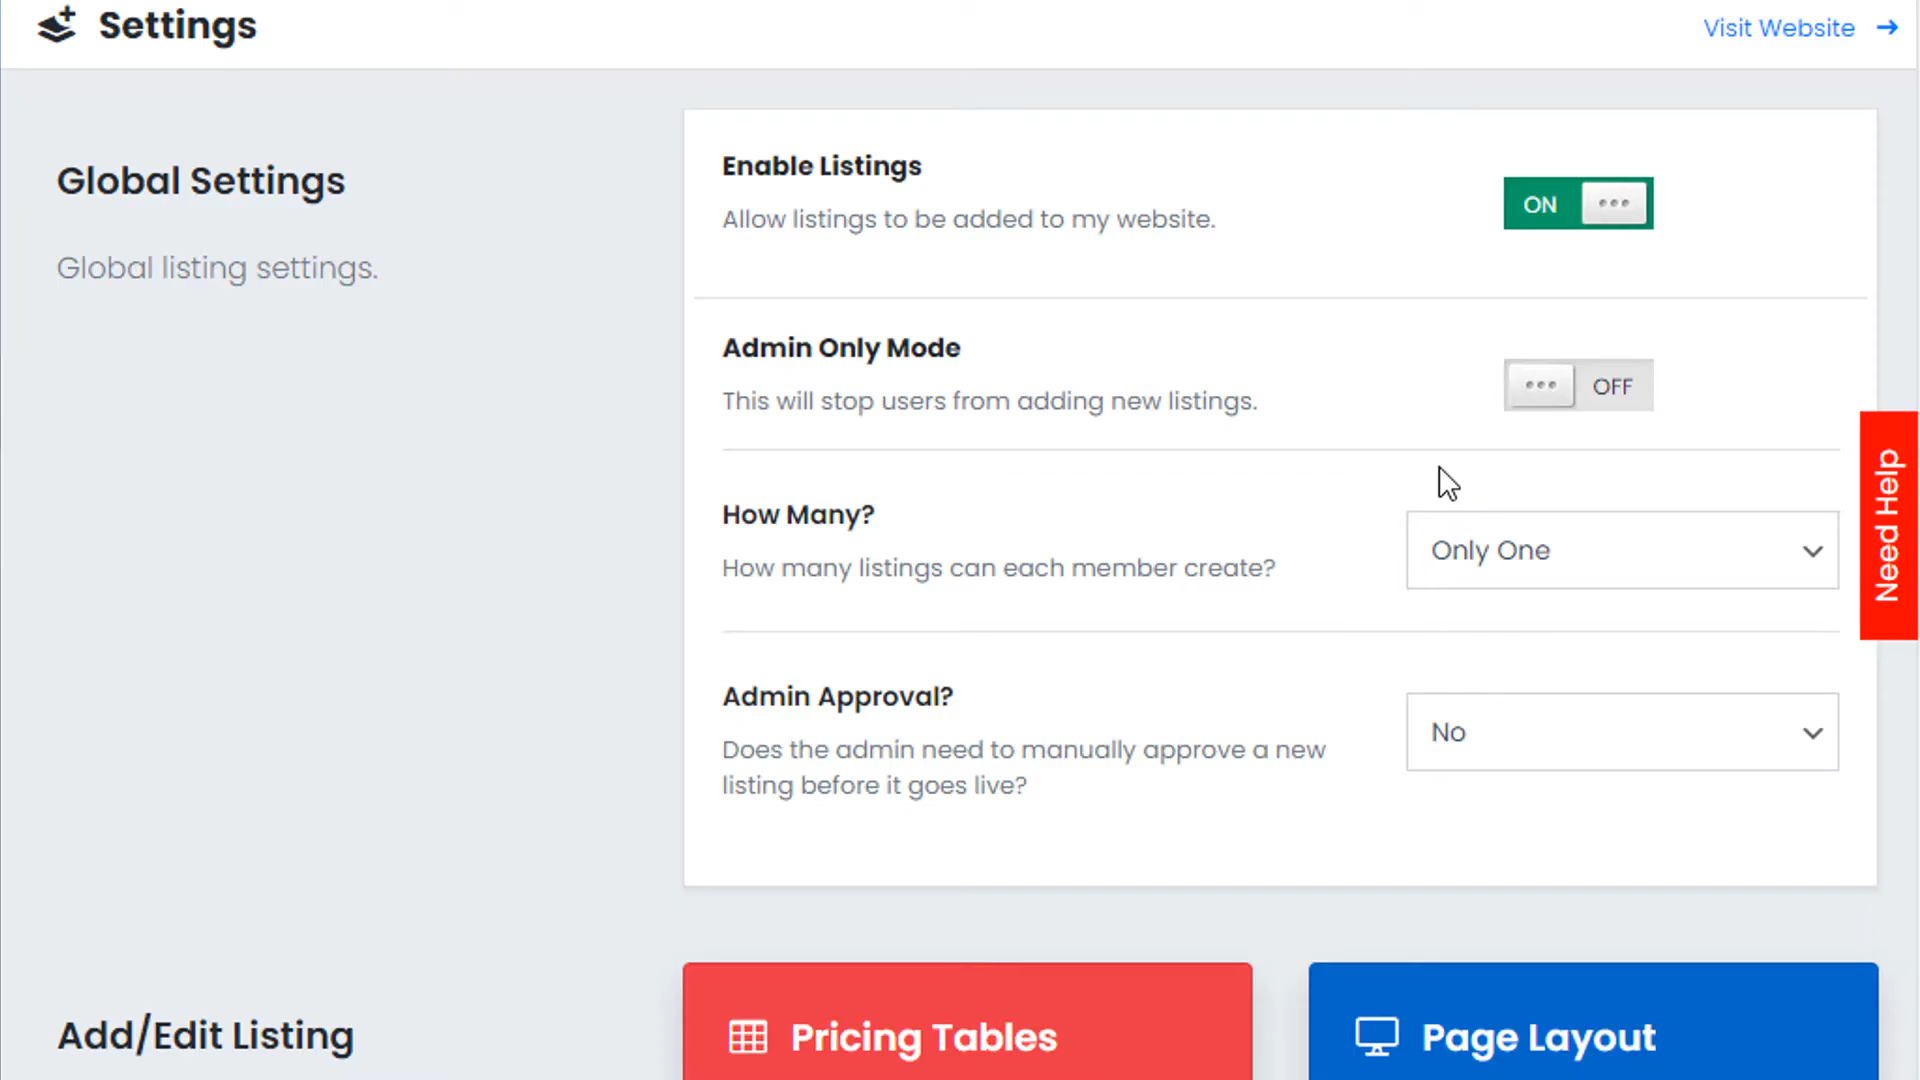 Settings
Visit Website
Global Settings
Global listing settings.
Enable Listings
Allow listings to be added to my website.
ON
Admin Only Mode
This will stop users from adding new listings.
OFF
How Many?
How many listings can each member create?
Only One
Need Help
Admin Approval?
Does the admin need to manually approve a new
listing before it goes live?
No
Add/Edit Listing
Pricing Tables
Page Layout